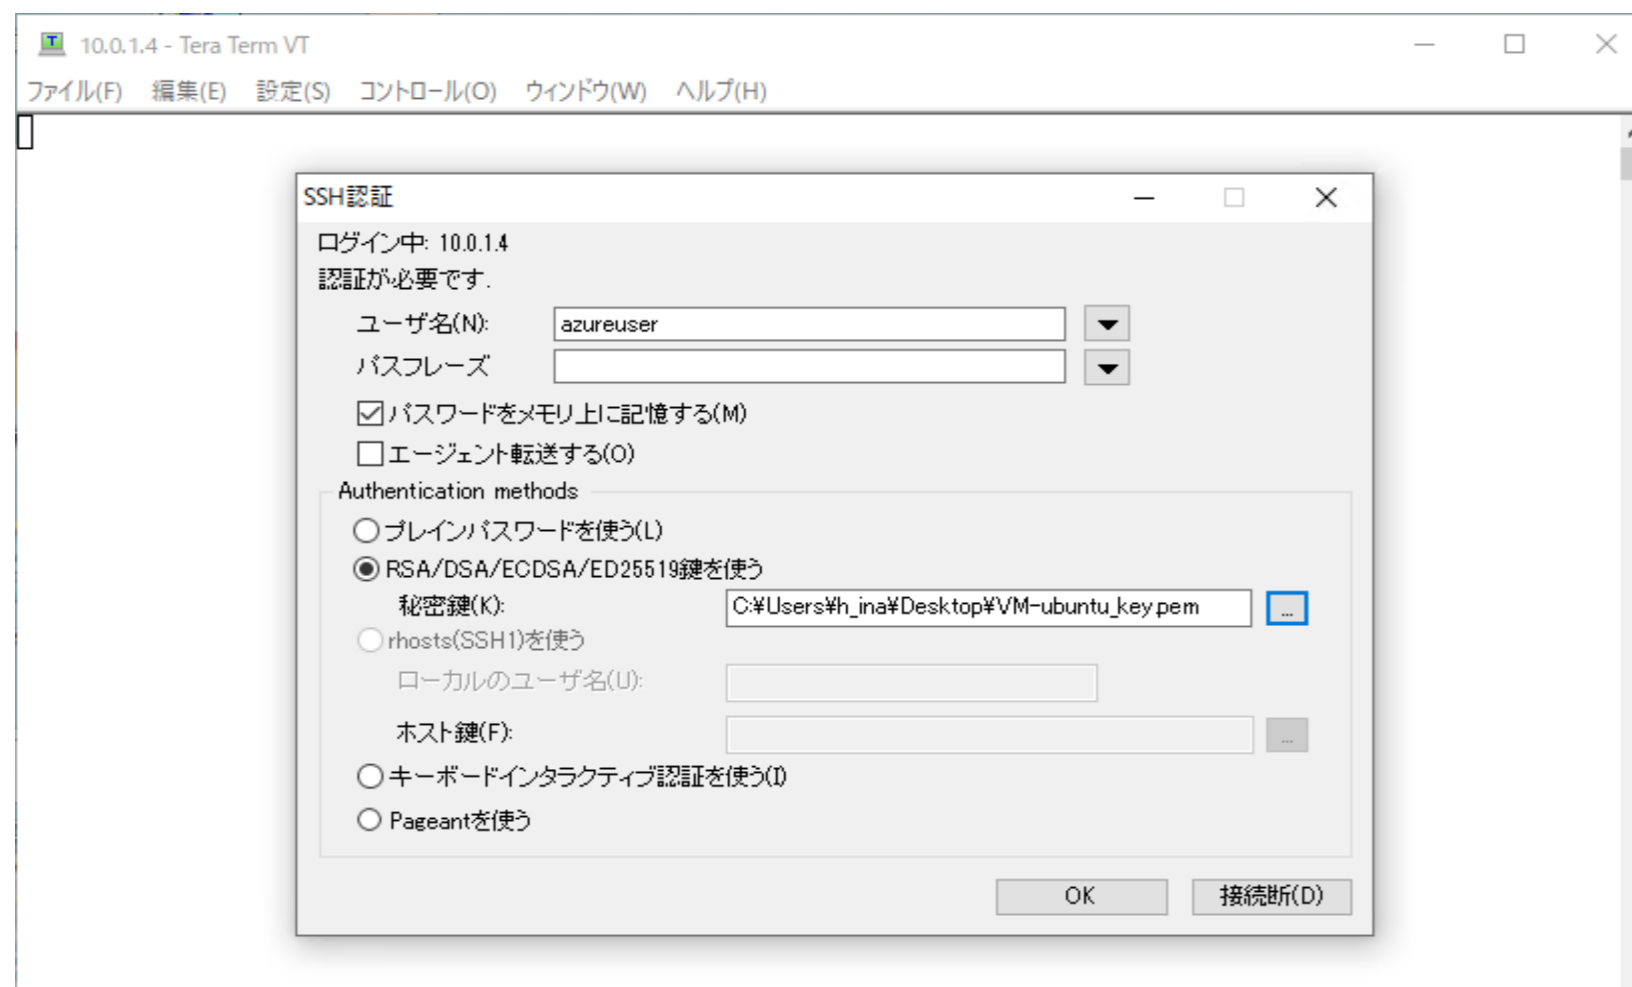 10.0.1.4 - Tera Term VT
ファイル(F) 編集(E) 設定(S) コントロール(O) ウィンドウ(W) ヘルプ(H)
SSH認証
ログイン中: 10.0.1.4
認証が必要です.
ユーザ名(N): azureuser
パスフレーズ
パスワードをメモリ上に記憶する(M)
エージェント転送する(O)
Authentication methods
プレインパスワードを使う(L)
RSA/DSA/ECDSA/ED25519鍵を使う
秘密鍵(K): C:¥Users¥h_ina¥Desktop¥VM-ubuntu_key.pem ...
rhosts(SSH1)を使う
ローカルのユーザ名(U):
ホスト鍵(F): ...
キーボードインタラクティブ認証を使う(I)
Pageantを使う
OK 接続断(D)